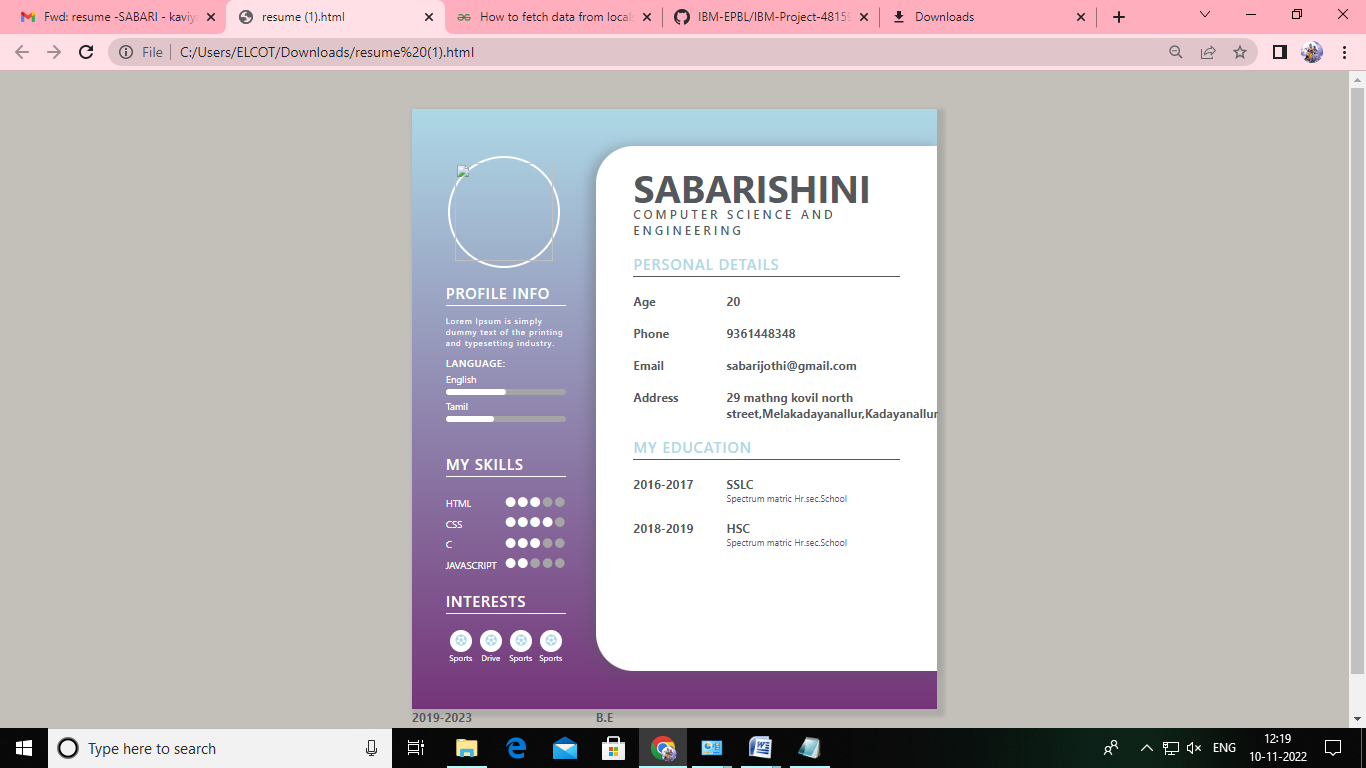 Fwd: resume -SABARI - kaviy
resume (1).html
How to fetch data from local
IBM-EPBL/IBM-Project-4815
Downloads
File
C:/Users/ELCOT/Downloads/resume%20(1).html
PROFILE INFO
Lorem Ipsum is simply
dummy text of the printing
and typesetting industry.
LANGUAGE:
English
Tamil
MY SKILLS
HTML
CSS
C
JAVASCRIPT
INTERESTS
Sports Drive Sports Sports
SABARISHINI
COMPUTER SCIENCE AND
ENGINEERING
PERSONAL DETAILS
Age 20
Phone 9361448348
Email sabarijothi@gmail.com
Address 29 mathng kovil north
street,Melakadayanallur,Kadayanallur
MY EDUCATION
2016-2017 SSLC
Spectrum matric Hr.sec.School
2018-2019 HSC
Spectrum matric Hr.sec.School
2019-2023 B.E
Type here to search
ENG
12:19
10-11-2022